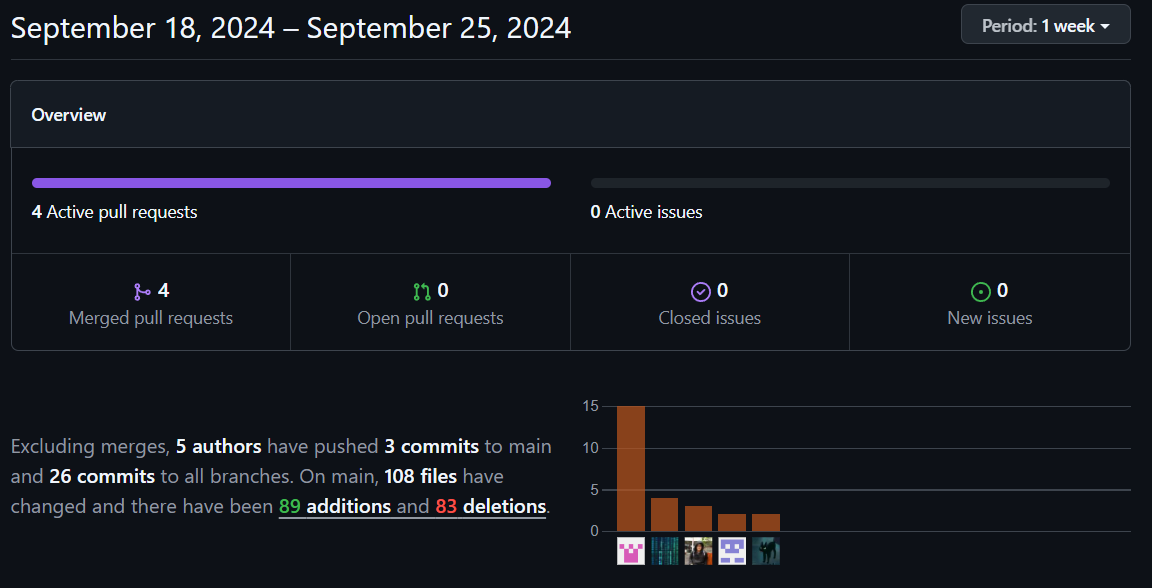 September 18, 2024 – September 25, 2024
Period: 1 week
Overview
4 Active pull requests
0 Active issues
4
Merged pull requests
0
Open pull requests
0
Closed issues
0
New issues
Excluding merges, 5 authors have pushed 3 commits to main
and 26 commits to all branches. On main, 108 files have
changed and there have been 89 additions and 83 deletions.
15
10
5
0